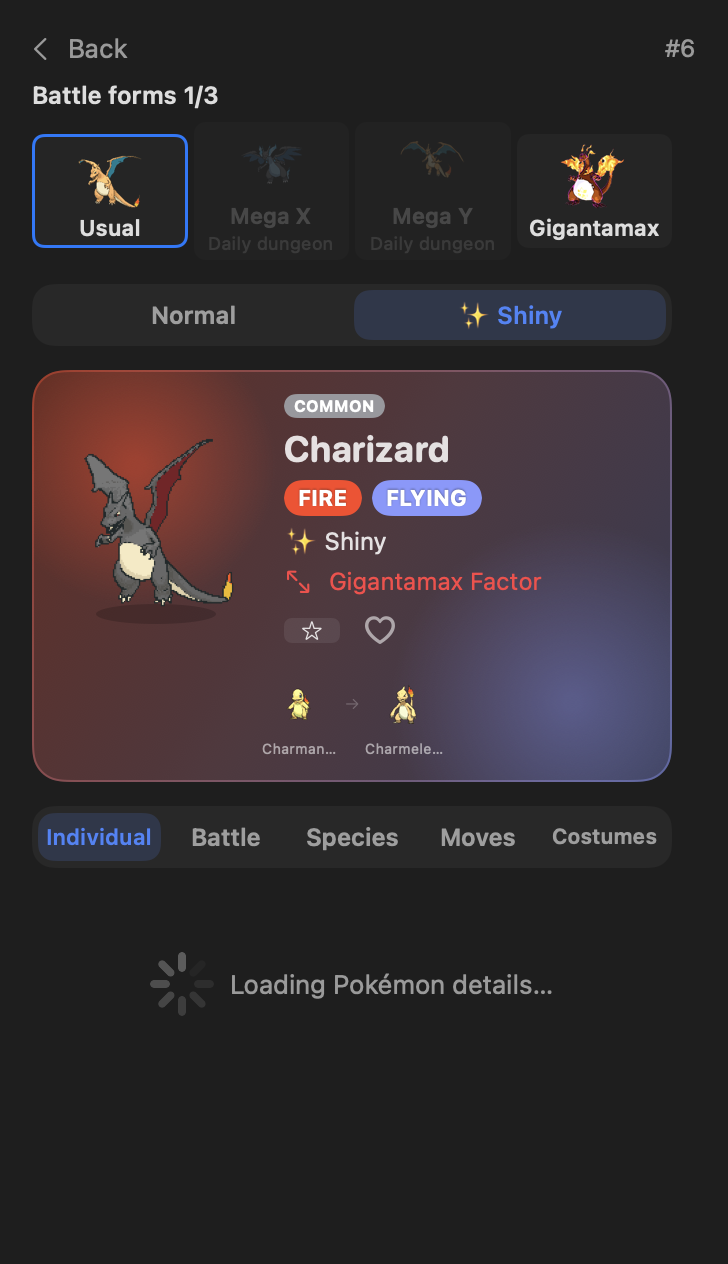 Back
#6
Battle forms 1/3
Usual
Mega X
Daily dungeon
Mega Y
Daily dungeon
Gigantamax
Normal
✨ Shiny
COMMON
Charizard
FIRE FLYING
✨ Shiny
Gigantamax Factor
Charman... Charmele...
Individual Battle Species Moves Costumes
Loading Pokémon details...